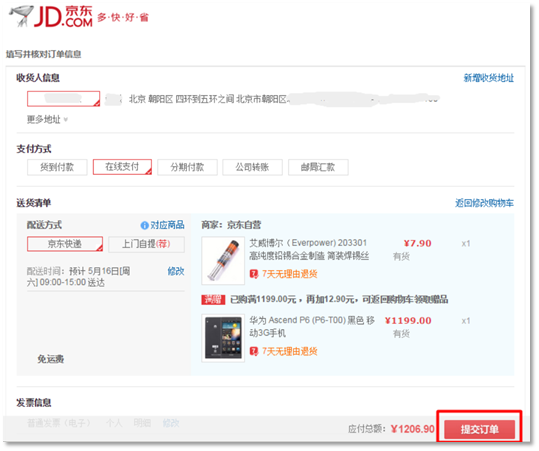 JD 京东
.COM 多·快·好·省
填写并核对订单信息
收货人信息 新增收货地址
北京 朝阳区 四环到五环之间 北京市朝阳区
更多地址
支付方式
货到付款 在线支付 分期付款 公司转账 邮局汇款
送货清单 返回修改购物车
配送方式 对应商品 商家：京东自营
京东快递 上门自提(荐) 艾威博尔（Everpower) 203301 ¥7.90 x1
高纯度铅锡合金制造 筒装焊锡丝 有货
配送时间：预计 5月16日[周 修改 7天无理由退货
六] 09:00-15:00 送达
满赠 已购满1199.00元，再加12.90元，可返回购物车领取赠品
华为 Ascend P6 (P6-T00) 黑色 移 ¥1199.00 x1
动3G手机 有货
免运费 7天无理由退货
发票信息
普通发票（电子） 个人 明细 修改
应付总额：¥1206.90 提交订单